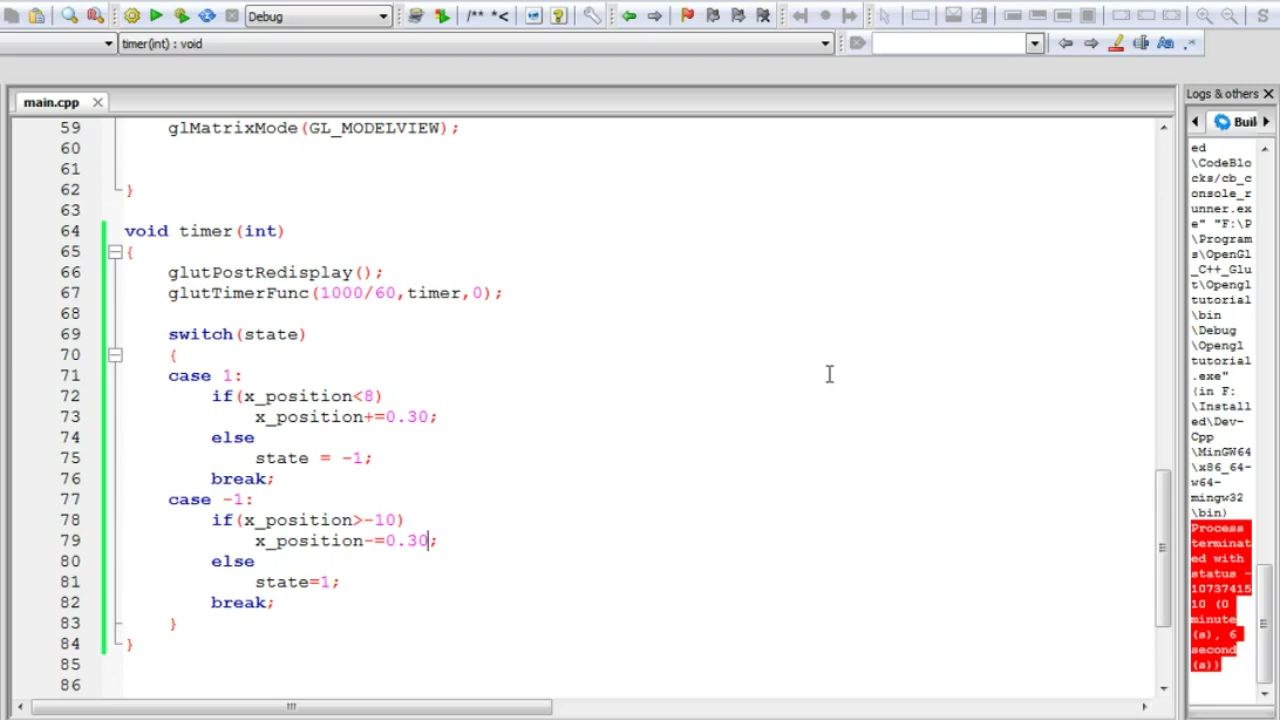 Debug
/** *<
timer(int) : void
main.cpp
Logs & others
Buil
59 glMatrixMode(GL_MODELVIEW);
60
61
62 }
63
64 void timer(int)
65 {
66 glutPostRedisplay();
67 glutTimerFunc(1000/60,timer,0);
68
69 switch(state)
70 {
71 case 1:
72 if(x_position<8)
73 x_position+=0.30;
74 else
75 state = -1;
76 break;
77 case -1:
78 if(x_position>-10)
79 x_position-=0.30;
80 else
81 state=1;
82 break;
83 }
84 }
85
86
ed
\CodeBlo
cks/cb_c
onsole_r
unner.ex
e" "F:\P
\Program
s\OpenGl
_C++_Glu
t\Opengl
tutorial
\bin
\Debug
\Opengl
tutorial
.exe"
(in F:
\Install
ed\Dev-
Cpp
\MinGW64
\x86_64-
w64-
mingw32
\bin)
Process
terminat
ed with
status -
10737415
10 (0
minute
(s), 6
second
(s))